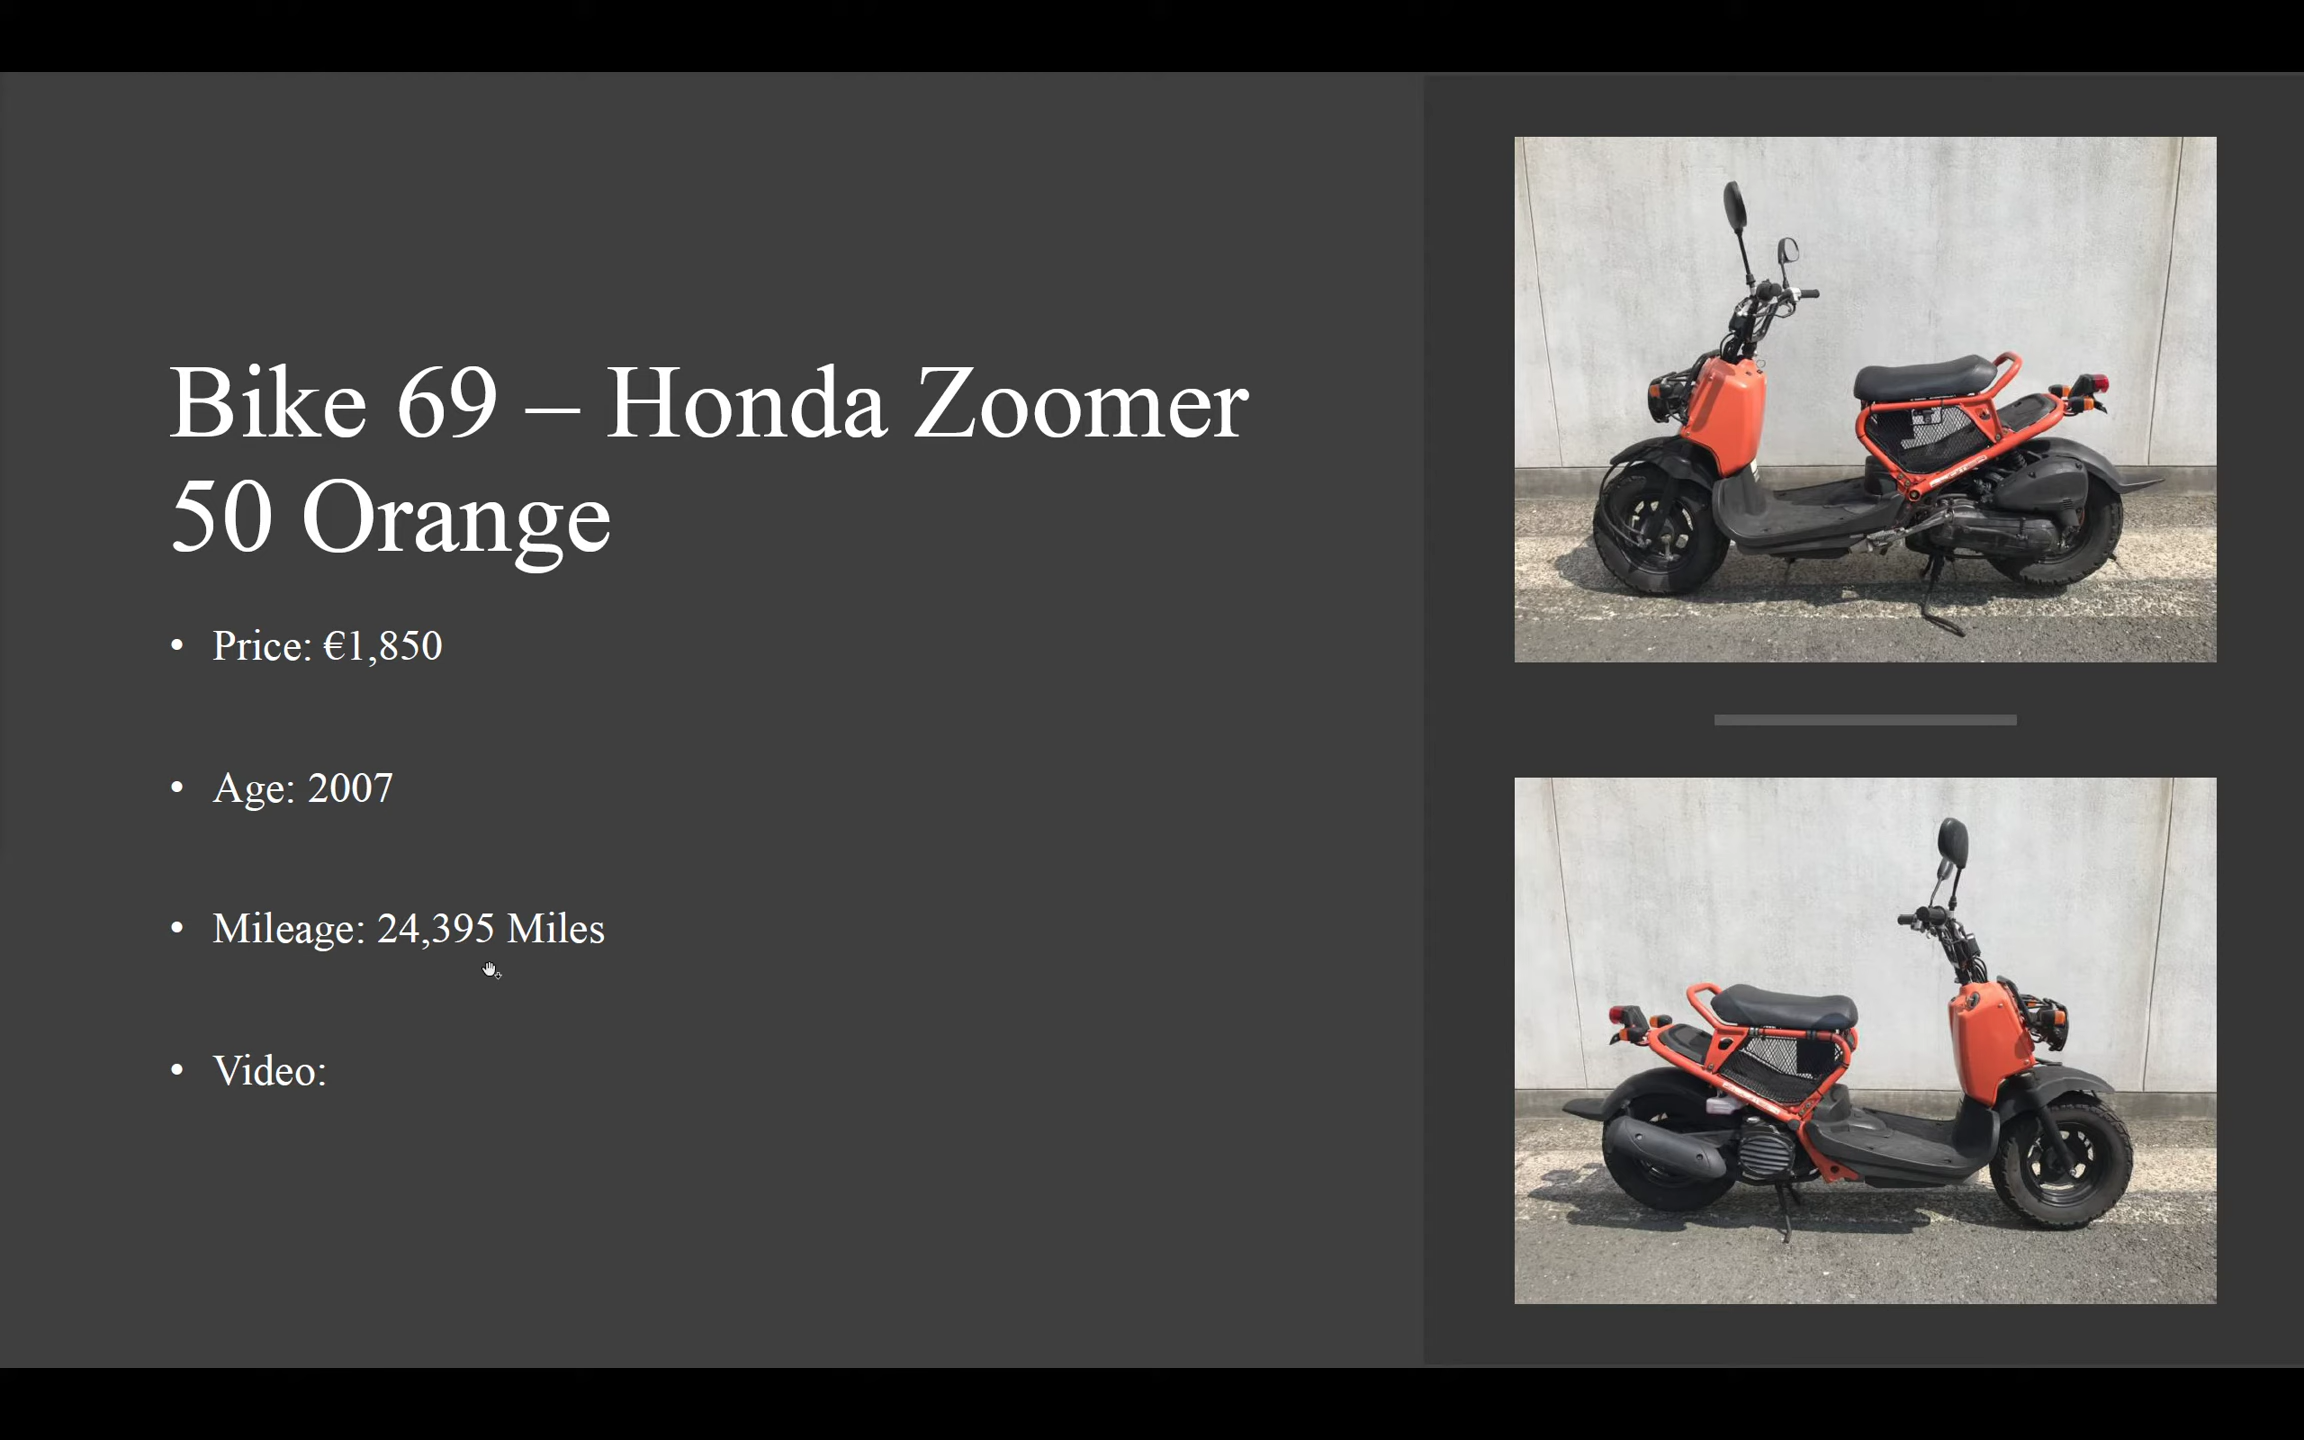 Bike 69 – Honda Zoomer
50 Orange
• Price: €1,850
• Age: 2007
• Mileage: 24,395 Miles
• Video: